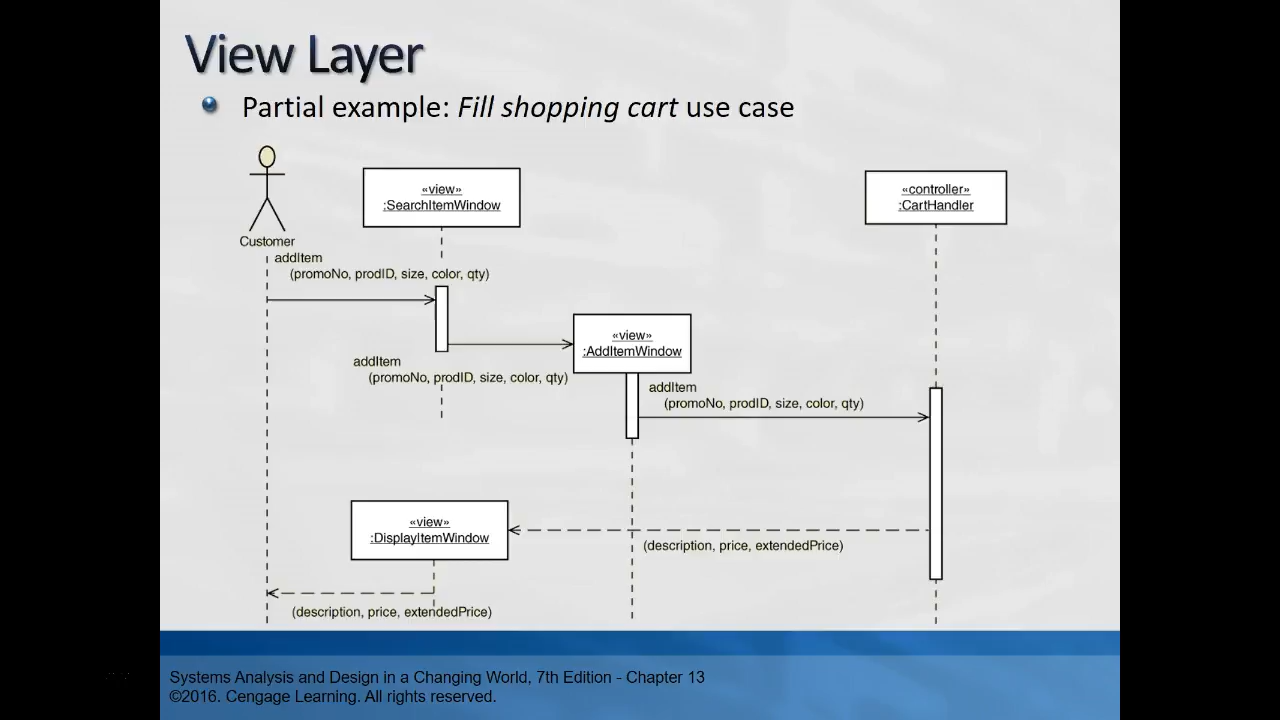 View Layer
Partial example: Fill shopping cart use case
«view»
:SearchItemWindow
«controller»
:CartHandler
Customer
addItem
(promoNo, prodID, size, color, qty)
«view»
:AddItemWindow
addItem
(promoNo, prodID, size, color, qty)
addItem
(promoNo, prodID, size, color, qty)
«view»
:DisplayItemWindow
(description, price, extendedPrice)
(description, price, extendedPrice)
Systems Analysis and Design in a Changing World, 7th Edition - Chapter 13
©2016. Cengage Learning. All rights reserved.